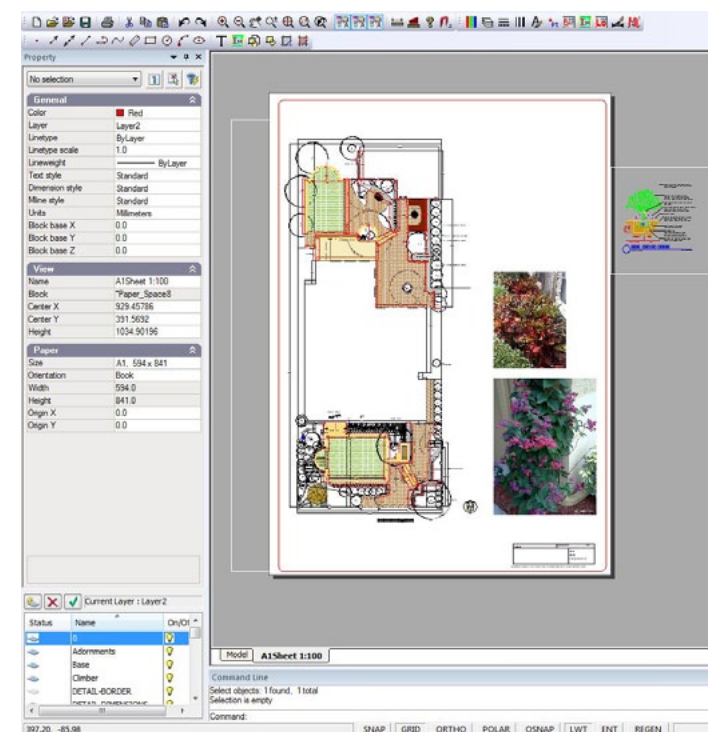 Property
No selection
General
Color Red
Layer Layer2
Linetype ByLayer
Linetype scale 1.0
Lineweight ByLayer
Text style Standard
Dimension style Standard
Mline style Standard
Units Millimeters
Block base X 0.0
Block base Y 0.0
Block base Z 0.0
View
Name A1Sheet 1:100
Block *Paper_Space8
Center X 929.45786
Center Y 391.5692
Height 1034.90196
Paper
Size A1, 594 x 841
Orientation Book
Width 594.0
Height 841.0
Origin X 0.0
Origin Y 0.0
Current Layer : Layer2
Status Name On/Of
0
Adornments
Base
Climber
DETAIL-BORDER
DETAIL-DIMENSIONS
Model A1Sheet 1:100
Command Line
Select objects: 1 found, 1 total
Selection is empty
Command:
397.20, -85.98 SNAP GRID ORTHO POLAR OSNAP LWT ENT REGEN